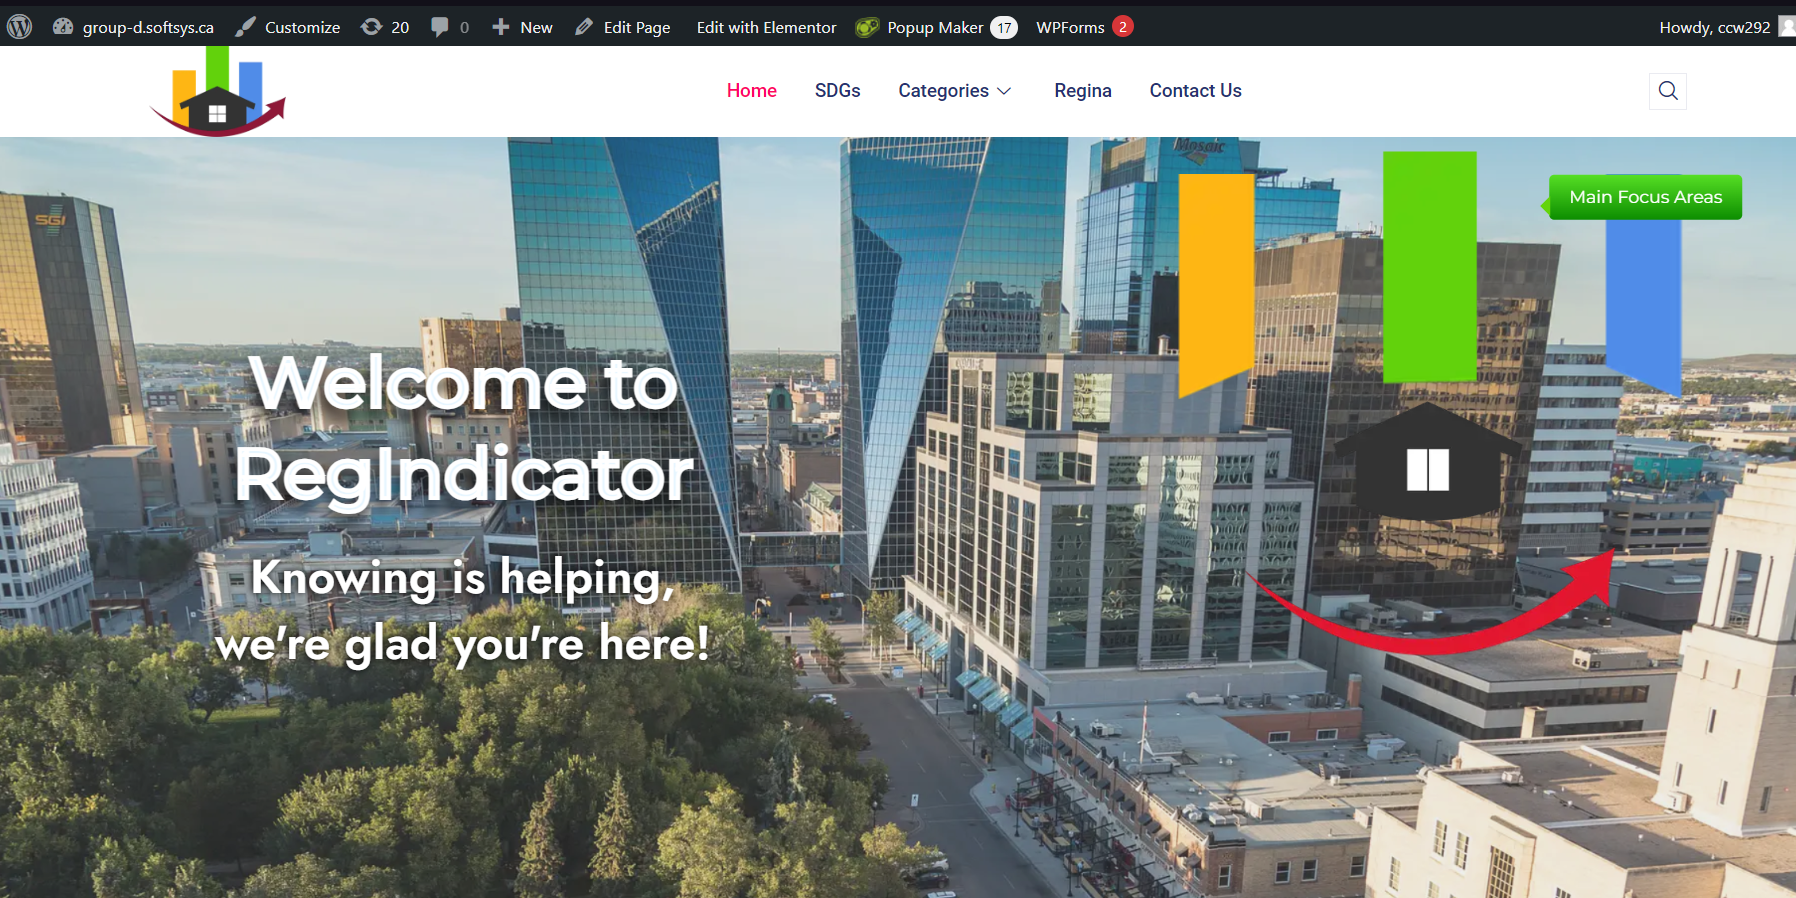 group-d.softsys.ca Customize 20 0 New Edit Page Edit with Elementor Popup Maker 17 WPForms 2 Howdy, ccw292
Home SDGs Categories Regina Contact Us
Mosaic
SGI
Main Focus Areas
Welcome to
RegIndicator
Knowing is helping,
we're glad you're here!